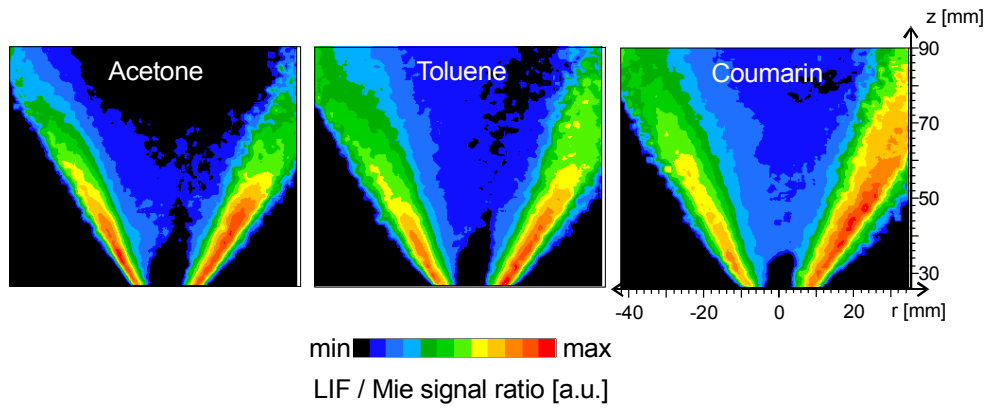 z [mm]
Acetone
Toluene
Coumarin
90
70
50
30
-40
-20
0
20
r [mm]
min
max
LIF / Mie signal ratio [a.u.]